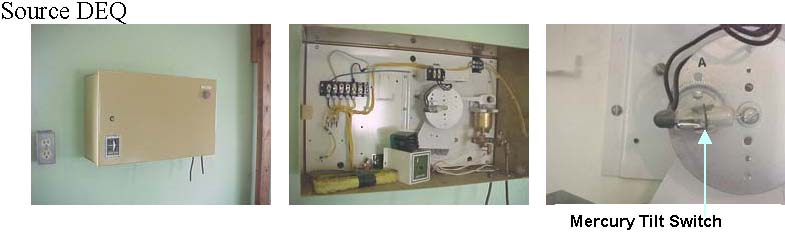 Source DEQ
A
Mercury Tilt Switch